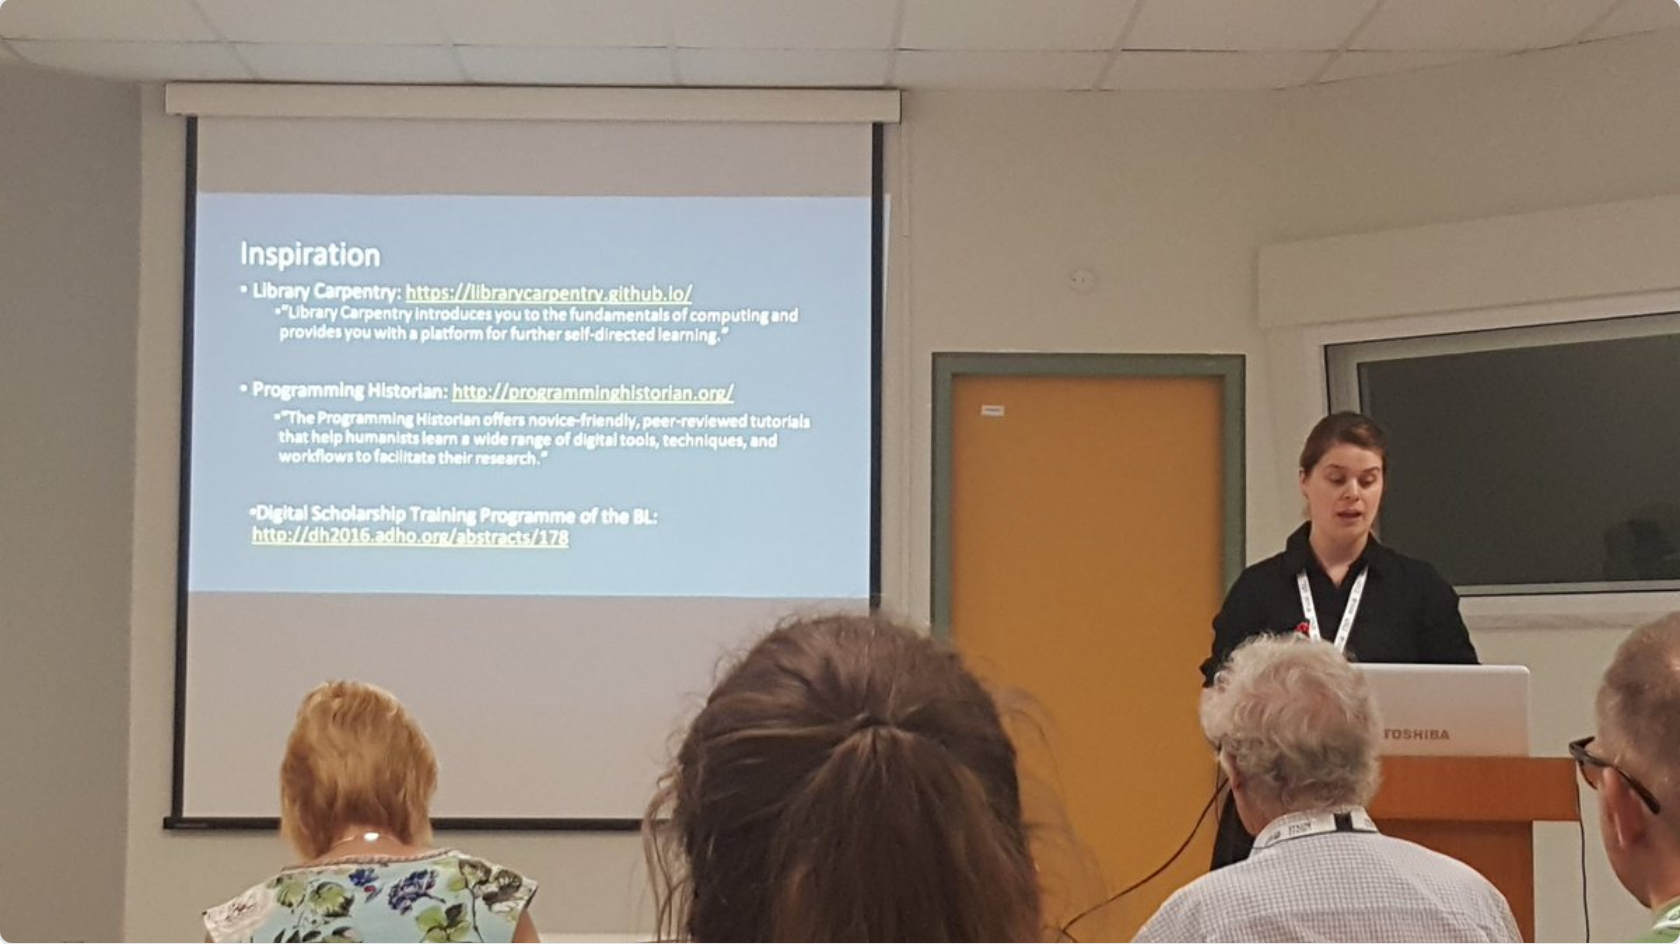 Inspiration
• Library Carpentry: https://librarycarpentry.github.io/
•"Library Carpentry introduces you to the fundamentals of computing and
provides you with a platform for further self-directed learning."
• Programming Historian: http://programminghistorian.org/
•"The Programming Historian offers novice-friendly, peer-reviewed tutorials
that help humanists learn a wide range of digital tools, techniques, and
workflows to facilitate their research."
•Digital Scholarship Training Programme of the BL:
http://dh2016.adho.org/abstracts/178
TOSHIBA